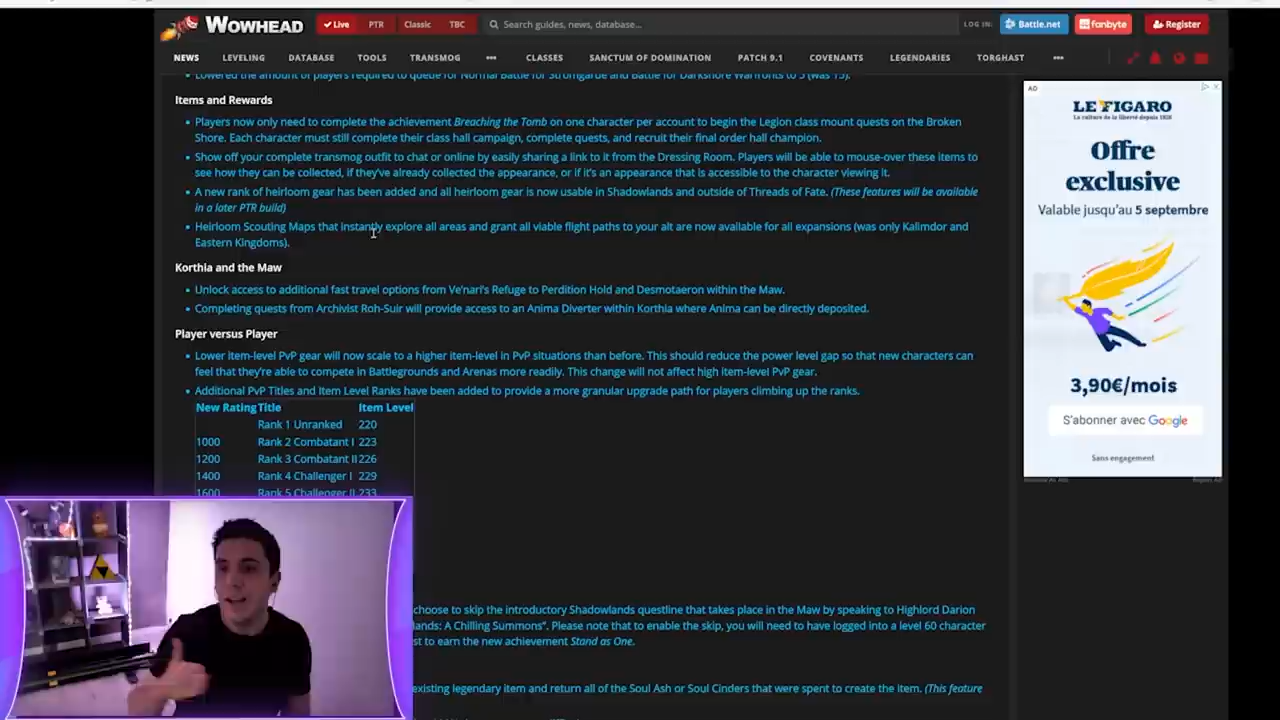 WOWHEAD
Live PTR Classic TBC
Search guides, news, database...
LOG IN: Battle.net fanbyte Register
NEWS LEVELING DATABASE TOOLS TRANSMOG ••• CLASSES SANCTUM OF DOMINATION PATCH 9.1 COVENANTS LEGENDARIES TORGHAST •••
Lowered the amount of players required to queue for Normal Battle for Stromgarde and Battle for Darkshore Warfronts to 5 (was 15).
Items and Rewards
Players now only need to complete the achievement Breaching the Tomb on one character per account to begin the Legion class mount quests on the Broken
Shore. Each character must still complete their class hall campaign, complete quests, and recruit their final order hall champion.
Show off your complete transmog outfit to chat or online by easily sharing a link to it from the Dressing Room. Players will be able to mouse-over these items to
see how they can be collected, if they've already collected the appearance, or if it's an appearance that is accessible to the character viewing it.
A new rank of heirloom gear has been added and all heirloom gear is now usable in Shadowlands and outside of Threads of Fate. (These features will be available
in a later PTR build)
Heirloom Scouting Maps that instantly explore all areas and grant all viable flight paths to your alt are now available for all expansions (was only Kalimdor and
Eastern Kingdoms).
Korthia and the Maw
Unlock access to additional fast travel options from Ve'nari's Refuge to Perdition Hold and Desmotaeron within the Maw.
Completing quests from Archivist Roh-Suir will provide access to an Anima Diverter within Korthia where Anima can be directly deposited.
Player versus Player
Lower item-level PvP gear will now scale to a higher item-level in PvP situations than before. This should reduce the power level gap so that new characters can
feel that they're able to compete in Battlegrounds and Arenas more readily. This change will not affect high item-level PvP gear.
Additional PvP Titles and Item Level Ranks have been added to provide a more granular upgrade path for players climbing up the ranks.
New Rating Title Item Level
Rank 1 Unranked 220
1000 Rank 2 Combatant I 223
1200 Rank 3 Combatant II 226
1400 Rank 4 Challenger I 229
1600 Rank 5 Challenger II 233
choose to skip the introductory Shadowlands questline that takes place in the Maw by speaking to Highlord Darion
lands: A Chilling Summons". Please note that to enable the skip, you will need to have logged into a level 60 character
st to earn the new achievement Stand as One.
existing legendary item and return all of the Soul Ash or Soul Cinders that were spent to create the item. (This feature
AD
LE FIGARO
La culture de la liberté depuis 1826
Offre
exclusive
Valable jusqu'au 5 septembre
3,90€/mois
S'abonner avec Google
Sans engagement